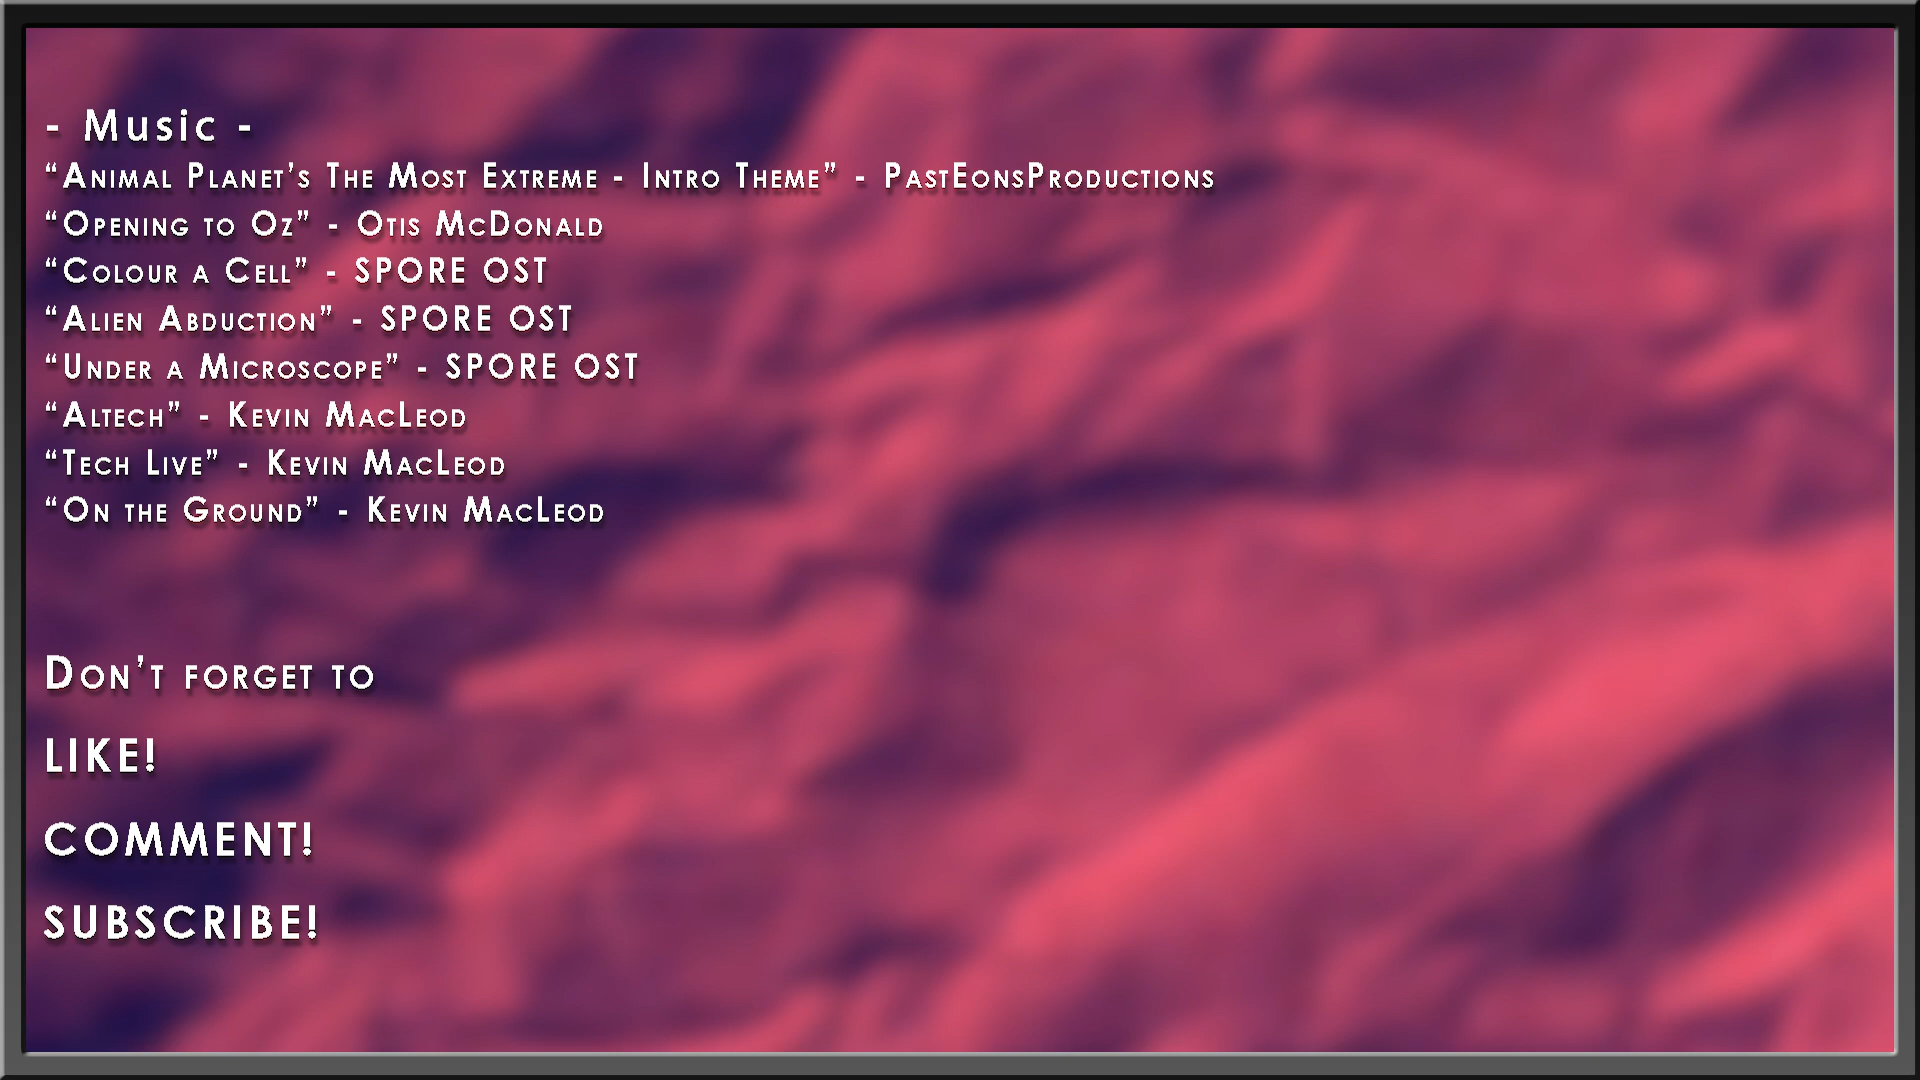 - Music -
“Animal Planet’s The Most Extreme - Intro Theme” - PastEonsProductions
“Opening to Oz” - Otis McDonald
“Colour a Cell” - SPORE OST
“Alien Abduction” - SPORE OST
“Under a Microscope” - SPORE OST
“Altech” - Kevin MacLeod
“Tech Live” - Kevin MacLeod
“On the Ground” - Kevin MacLeod
Don’t forget to
LIKE!
COMMENT!
SUBSCRIBE!